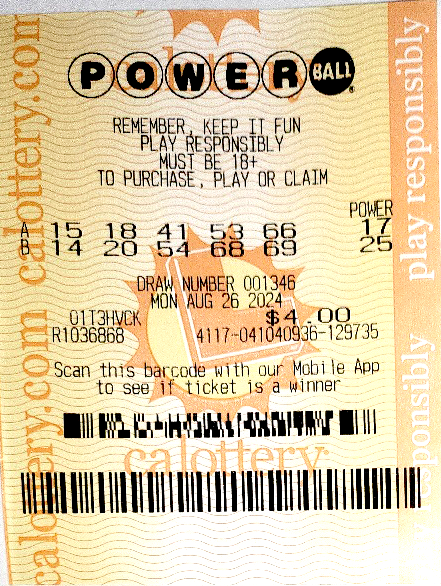 POWER BALL
REMEMBER, KEEP IT FUN
PLAY RESPONSIBLY
MUST BE 18+
TO PURCHASE, PLAY OR CLAIM
POWER
A 15 18 41 53 66 17
B 14 20 54 68 69 25
DRAW NUMBER 001346
MON AUG 26 2024
01T3HVCK $4.00
R1036868 4117-041040936-129735
Scan this barcode with our Mobile App
to see if ticket is a winner
calottery
calottery.com calottery.com
play responsibly